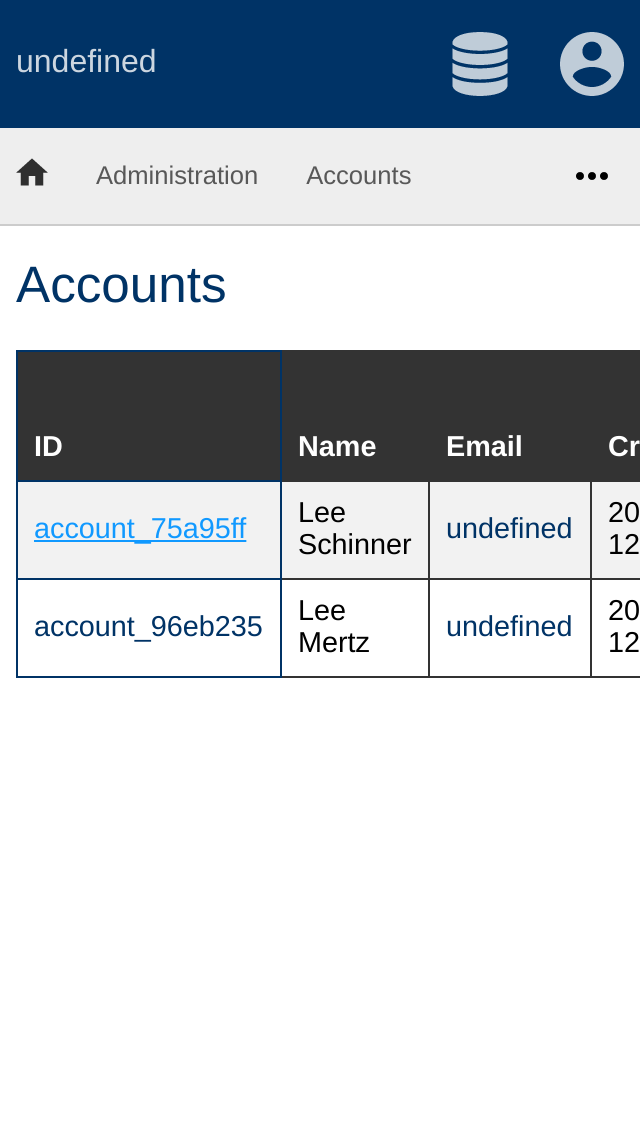 undefined
Administration Accounts
Accounts
ID Name Email Cr
account_75a95ff Lee Schinner undefined 20 12
account_96eb235 Lee Mertz undefined 20 12